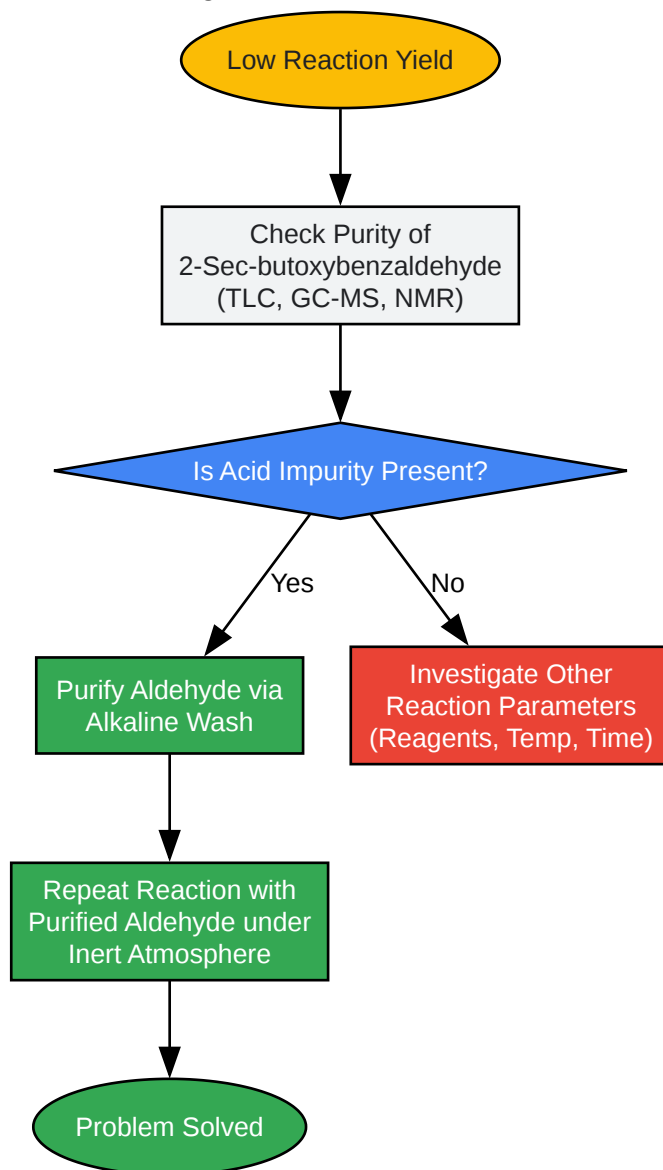 Low Reaction Yield
Check Purity of
2-Sec-butoxybenzaldehyde
(TLC, GC-MS, NMR)
Is Acid Impurity Present?
Yes
No
Purify Aldehyde via
Alkaline Wash
Investigate Other
Reaction Parameters
(Reagents, Temp, Time)
Repeat Reaction with
Purified Aldehyde under
Inert Atmosphere
Problem Solved